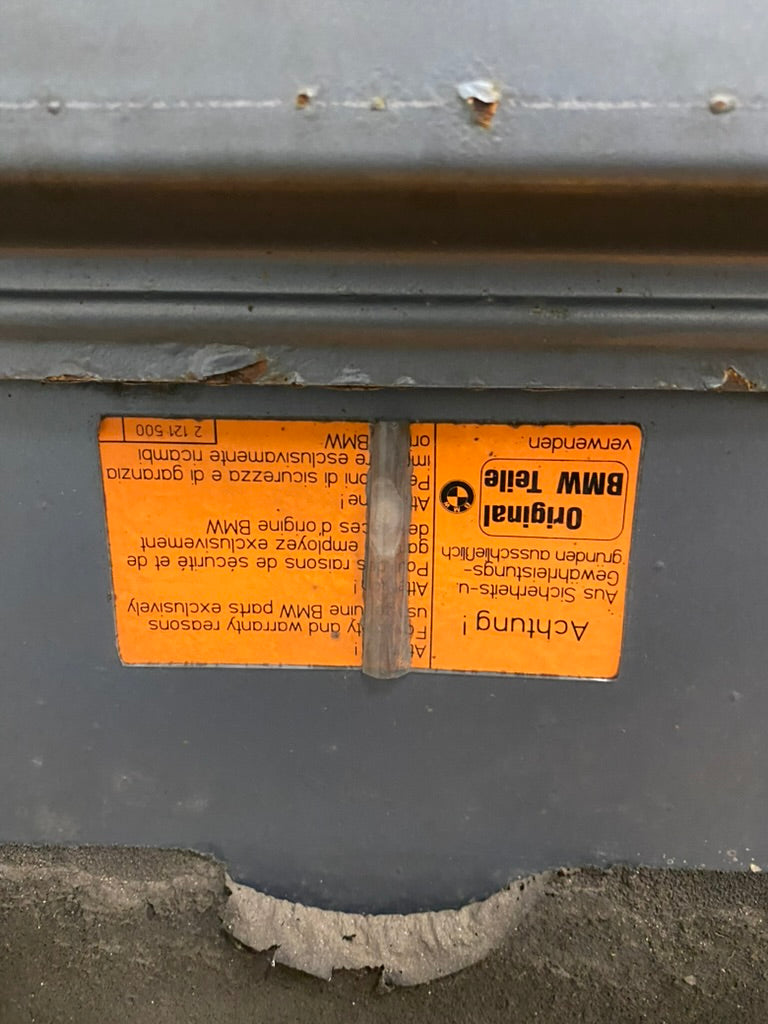 Achtung!
Aus Sicherheits-u.
Gewährleistungs-
gründen ausschließlich
Original
BMW Teile
BMW
verwenden
and warranty reasons
BMW parts exclusively
raisons de sécurité et de
employez exclusivement
d'origine BMW
di sicurezza e di garanzia
esclusivamente ricambi
BMW
2 121 500